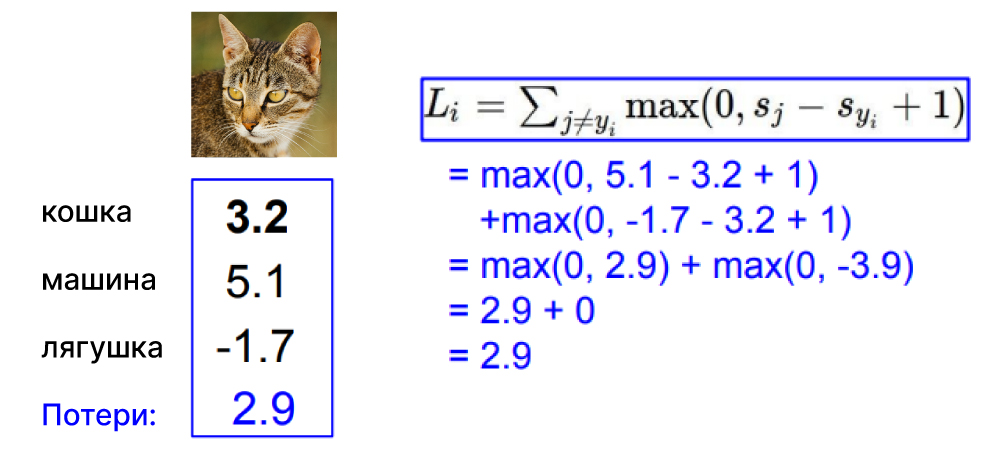 кошка 3.2
машина 5.1
лягушка -1.7
Потери: 2.9
L_i = ∑_{j≠y_i} max(0, s_j − s_{y_i} + 1)
= max(0, 5.1 - 3.2 + 1)
+max(0, -1.7 - 3.2 + 1)
= max(0, 2.9) + max(0, -3.9)
= 2.9 + 0
= 2.9